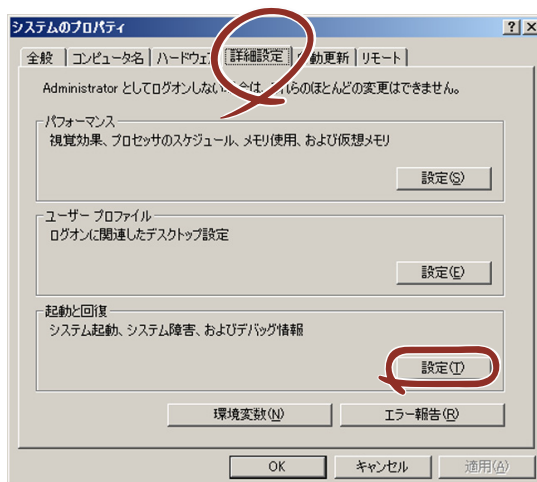 システムのプロパティ
全般 コンピュータ名 ハードウェア 詳細設定 動更新 リモート
Administrator としてログオンしない は、 らのほとんどの変更はできません。
パフォーマンス
視覚効果、プロセッサのスケジュール、メモリ使用、および仮想メモリ
設定(S)
ユーザー プロファイル
ログオンに関連したデスクトップ設定
設定(E)
起動と回復
システム起動、システム障害、およびデバッグ情報
設定(T)
環境変数(N) エラー報告(R)
OK キャンセル 適用(A)